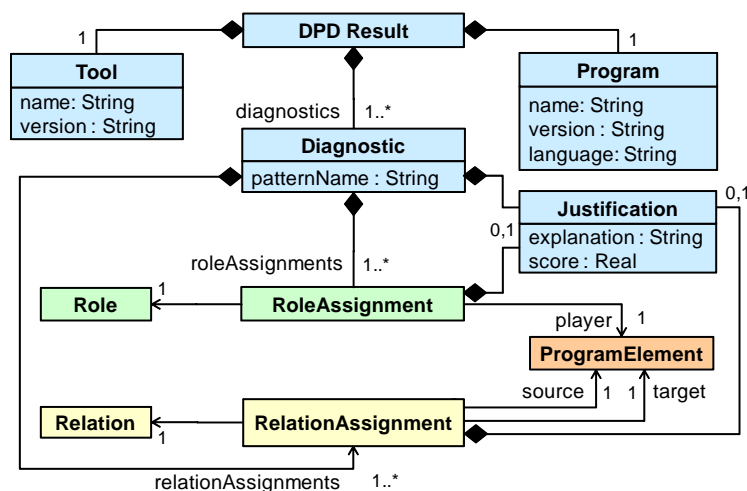 1
DPD Result
1
Tool
name: String
version : String
Program
name: String
version : String
language: String
diagnostics
1..*
Diagnostic
patternName : String
Justification
explanation : String
score : Real
0,1
0,1
roleAssignments
1..*
Role
1
RoleAssignment
player
1
ProgramElement
source
1
1
target
Relation
1
RelationAssignment
relationAssignments
1..*